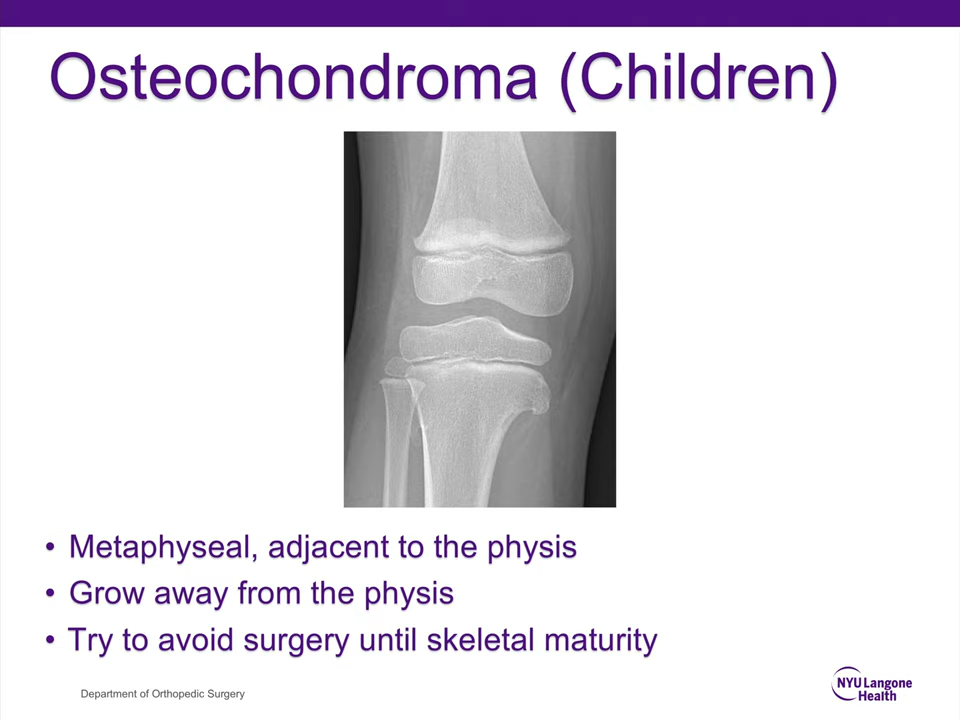 Osteochondroma (Children)
• Metaphyseal, adjacent to the physis
• Grow away from the physis
• Try to avoid surgery until skeletal maturity
Department of Orthopedic Surgery
NYU Langone
Health